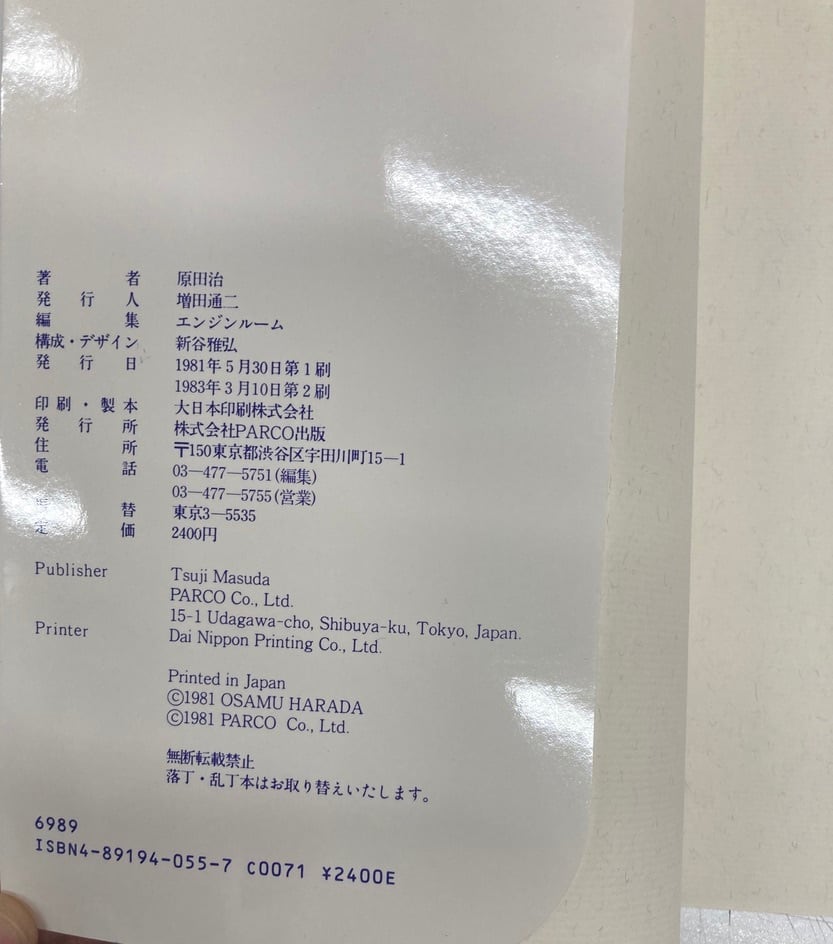 著者 原田治
発行人 増田通二
編集 エンジンルーム
構成・デザイン 新谷雅弘
発行日 1981年5月30日第1刷
1983年3月10日第2刷
印刷・製本 大日本印刷株式会社
発行所 株式会社PARCO出版
住所 〒150東京都渋谷区宇田川町15—1
電話 03—477—5751(編集)
03—477—5755(営業)
替 東京3—5535
定価 2400円
Publisher Tsuji Masuda
PARCO Co., Ltd.
15-1 Udagawa-cho, Shibuya-ku, Tokyo, Japan.
Printer Dai Nippon Printing Co., Ltd.
Printed in Japan
©1981 OSAMU HARADA
©1981 PARCO Co., Ltd.
無断転載禁止
落丁・乱丁本はお取り替えいたします。
6989
ISBN4-89194-055-7 C0071 ¥2400E